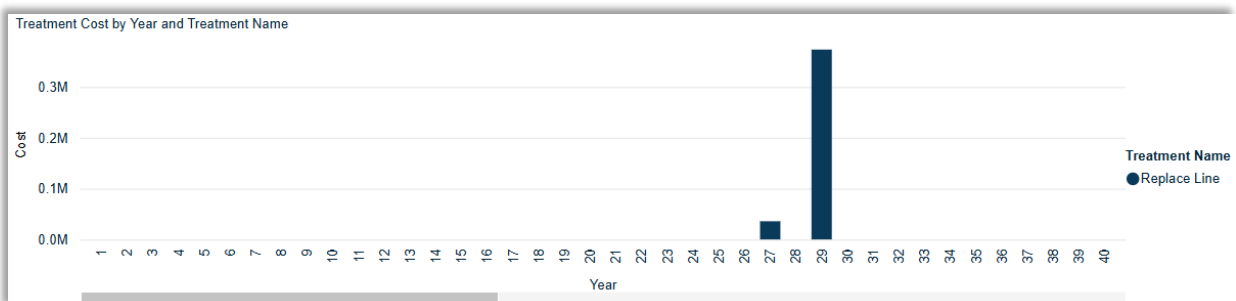 Treatment Cost by Year and Treatment Name
0.3M
0.2M
0.1M
0.0M
Cost
1 2 3 4 5 6 7 8 9 10 11 12 13 14 15 16 17 18 19 20 21 22 23 24 25 26 27 28 29 30 31 32 33 34 35 36 37 38 39 40
Year
Treatment Name
Replace Line